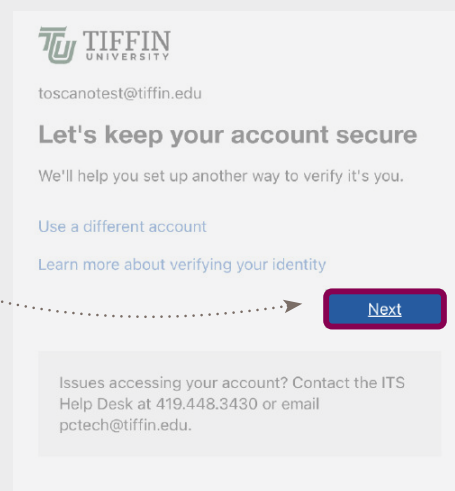 TU TIFFIN
UNIVERSITY
toscanotest@tiffin.edu
Let's keep your account secure
We'll help you set up another way to verify it's you.
Use a different account
Learn more about verifying your identity
Next
Issues accessing your account? Contact the ITS
Help Desk at 419.448.3430 or email
pctech@tiffin.edu.